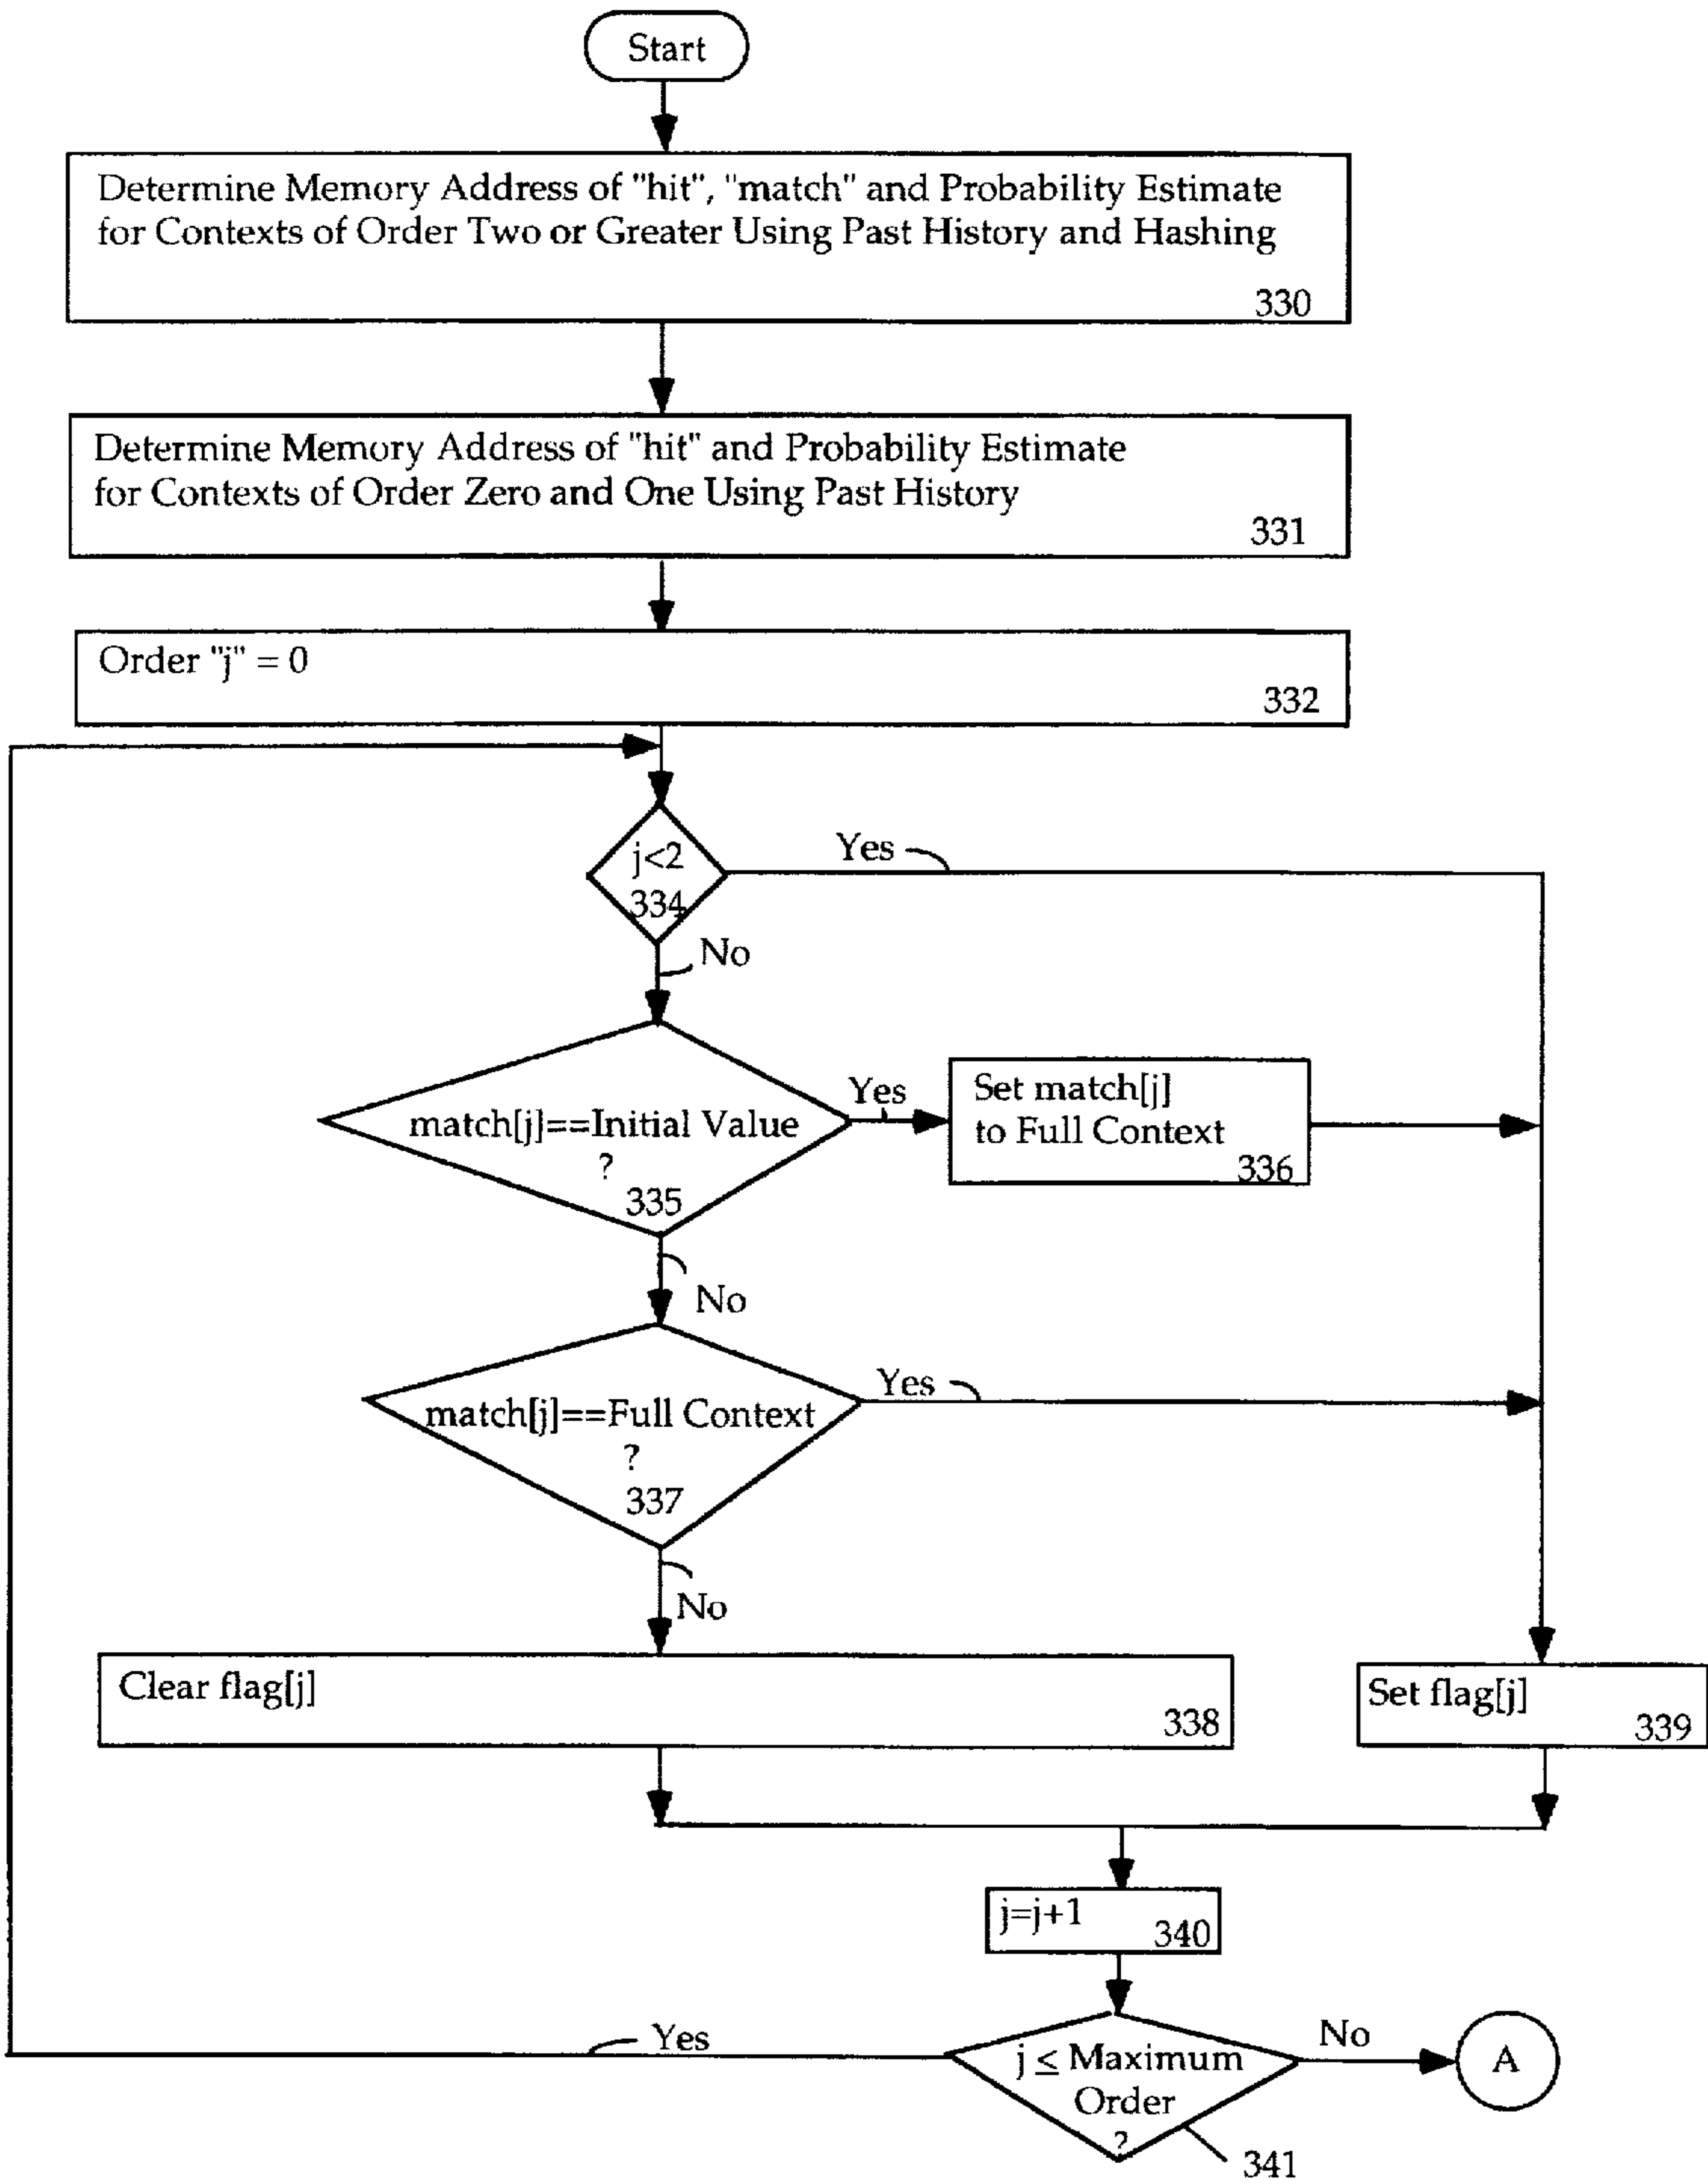 Start
Determine Memory Address of "hit", "match" and Probability Estimate
for Contexts of Order Two or Greater Using Past History and Hashing
330
Determine Memory Address of "hit" and Probability Estimate
for Contexts of Order Zero and One Using Past History
331
Order "j" = 0
332
j<2
334
Yes
No
match[j]==Initial Value
?
335
Yes
Set match[j]
to Full Context
336
No
match[j]==Full Context
?
337
Yes
No
Clear flag[j]
338
Set flag[j]
339
j=j+1
340
j ≤ Maximum
Order
?
341
Yes
No
A